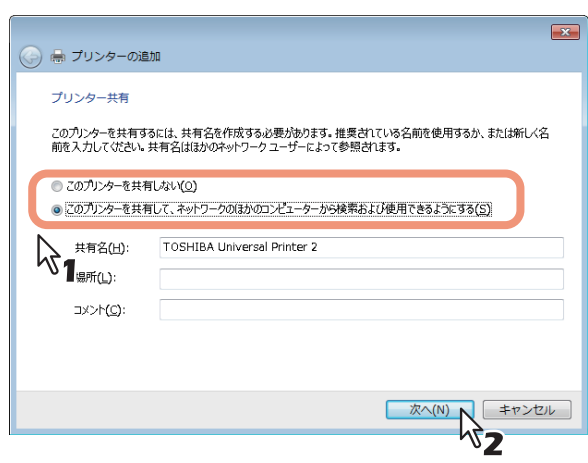 プリンターの追加
プリンター共有
このプリンターを共有するには、共有名を作成する必要があります。推奨されている名前を使用するか、または新しく名
前を入力してください。共有名はほかのネットワーク ユーザーによって参照されます。
このプリンターを共有しない(O)
このプリンターを共有して、ネットワークのほかのコンピューターから検索および使用できるようにする(S)
共有名(H): TOSHIBA Universal Printer 2
1
場所(L):
コメント(C):
次へ(N) キャンセル
2